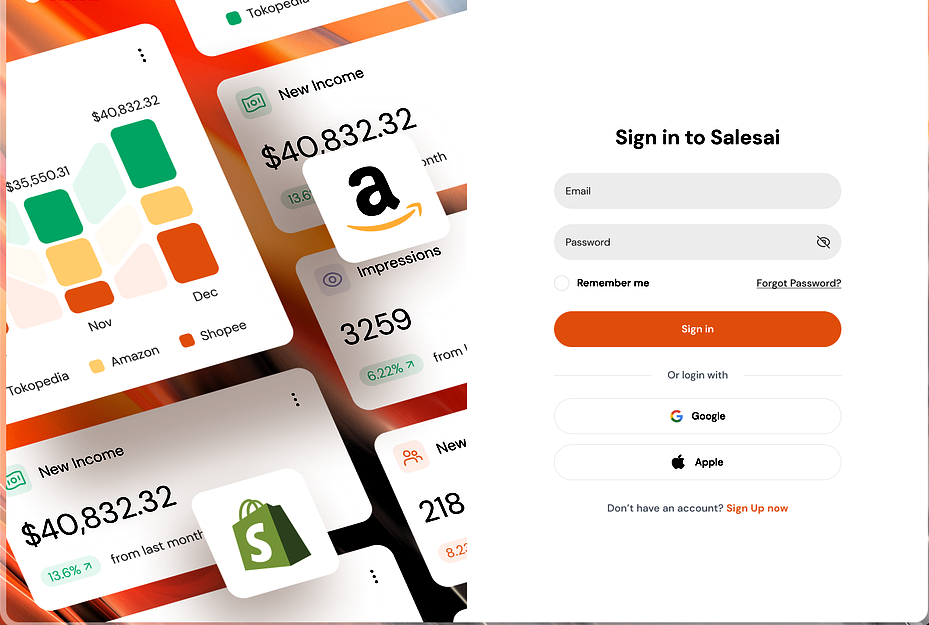 Tokopedia
$40,832.32
$35,550.31
Nov
Dec
Tokopedia
Amazon
Shopee
New Income
$40,832.32
13.6
onth
Impressions
3259
6.22%
from
New Income
$40,832.32
13.6%
from last month
New
218
8.23
Sign in to Salesai
Email
Password
Remember me
Forgot Password?
Sign in
Or login with
Google
Apple
Don’t have an account? Sign Up now